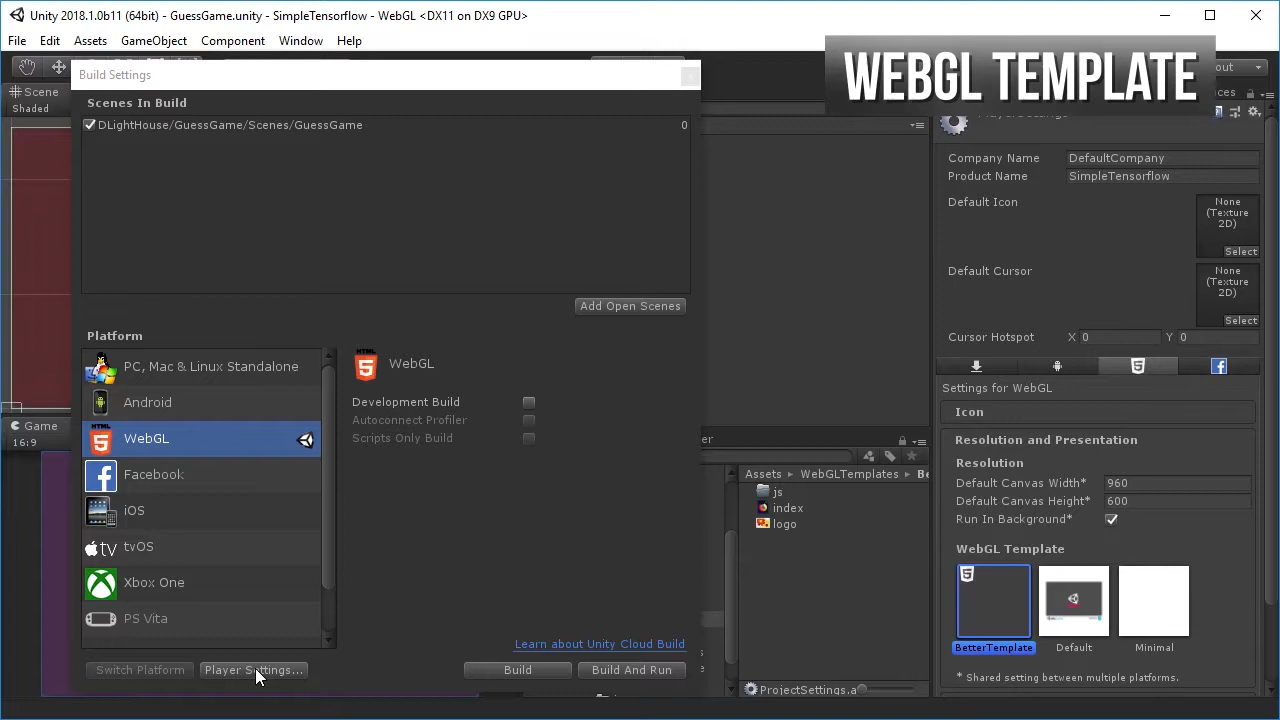 Unity 2018.1.0b11 (64bit) - GuessGame.unity - SimpleTensorflow - WebGL <DX11 on DX9 GPU>
File Edit Assets GameObject Component Window Help
WEBGL TEMPLATE
Build Settings
Scene
Shaded
Scenes In Build
DLightHouse/GuessGame/Scenes/GuessGame 0
Add Open Scenes
Platform
PC, Mac & Linux Standalone
Android
WebGL
Facebook
iOS
tvOS
Xbox One
PS Vita
WebGL
Development Build
Autoconnect Profiler
Scripts Only Build
Learn about Unity Cloud Build
Switch Platform
Player Settings...
Build
Build And Run
Game
16:9
Assets ▸ WebGLTemplates ▸ Be
js
index
logo
ProjectSettings.a
Company Name DefaultCompany
Product Name SimpleTensorflow
Default Icon
None
(Texture
2D)
Select
Default Cursor
None
(Texture
2D)
Select
Cursor Hotspot X 0 Y 0
Settings for WebGL
Icon
Resolution and Presentation
Resolution
Default Canvas Width* 960
Default Canvas Height* 600
Run In Background*
WebGL Template
BetterTemplate
Default
Minimal
* Shared setting between multiple platforms.